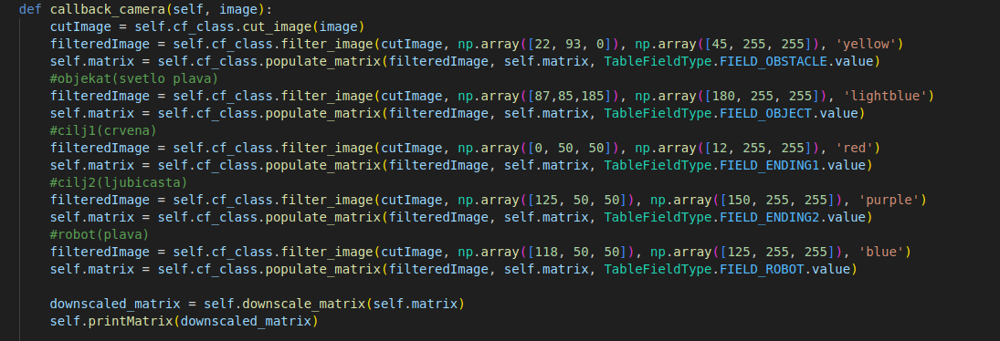 def callback_camera(self, image):
    cutImage = self.cf_class.cut_image(image)
    filteredImage = self.cf_class.filter_image(cutImage, np.array([22, 93, 0]), np.array([45, 255, 255]), 'yellow')
    self.matrix = self.cf_class.populate_matrix(filteredImage, self.matrix, TableFieldType.FIELD_OBSTACLE.value)
    #objekat(svetlo plava)
    filteredImage = self.cf_class.filter_image(cutImage, np.array([87,85,185]), np.array([180, 255, 255]), 'lightblue')
    self.matrix = self.cf_class.populate_matrix(filteredImage, self.matrix, TableFieldType.FIELD_OBJECT.value)
    #cilj1(crvena)
    filteredImage = self.cf_class.filter_image(cutImage, np.array([0, 50, 50]), np.array([12, 255, 255]), 'red')
    self.matrix = self.cf_class.populate_matrix(filteredImage, self.matrix, TableFieldType.FIELD_ENDING1.value)
    #cilj2(ljubicasta)
    filteredImage = self.cf_class.filter_image(cutImage, np.array([125, 50, 50]), np.array([150, 255, 255]), 'purple')
    self.matrix = self.cf_class.populate_matrix(filteredImage, self.matrix, TableFieldType.FIELD_ENDING2.value)
    #robot(plava)
    filteredImage = self.cf_class.filter_image(cutImage, np.array([118, 50, 50]), np.array([125, 255, 255]), 'blue')
    self.matrix = self.cf_class.populate_matrix(filteredImage, self.matrix, TableFieldType.FIELD_ROBOT.value)

    downscaled_matrix = self.downscale_matrix(self.matrix)
    self.printMatrix(downscaled_matrix)